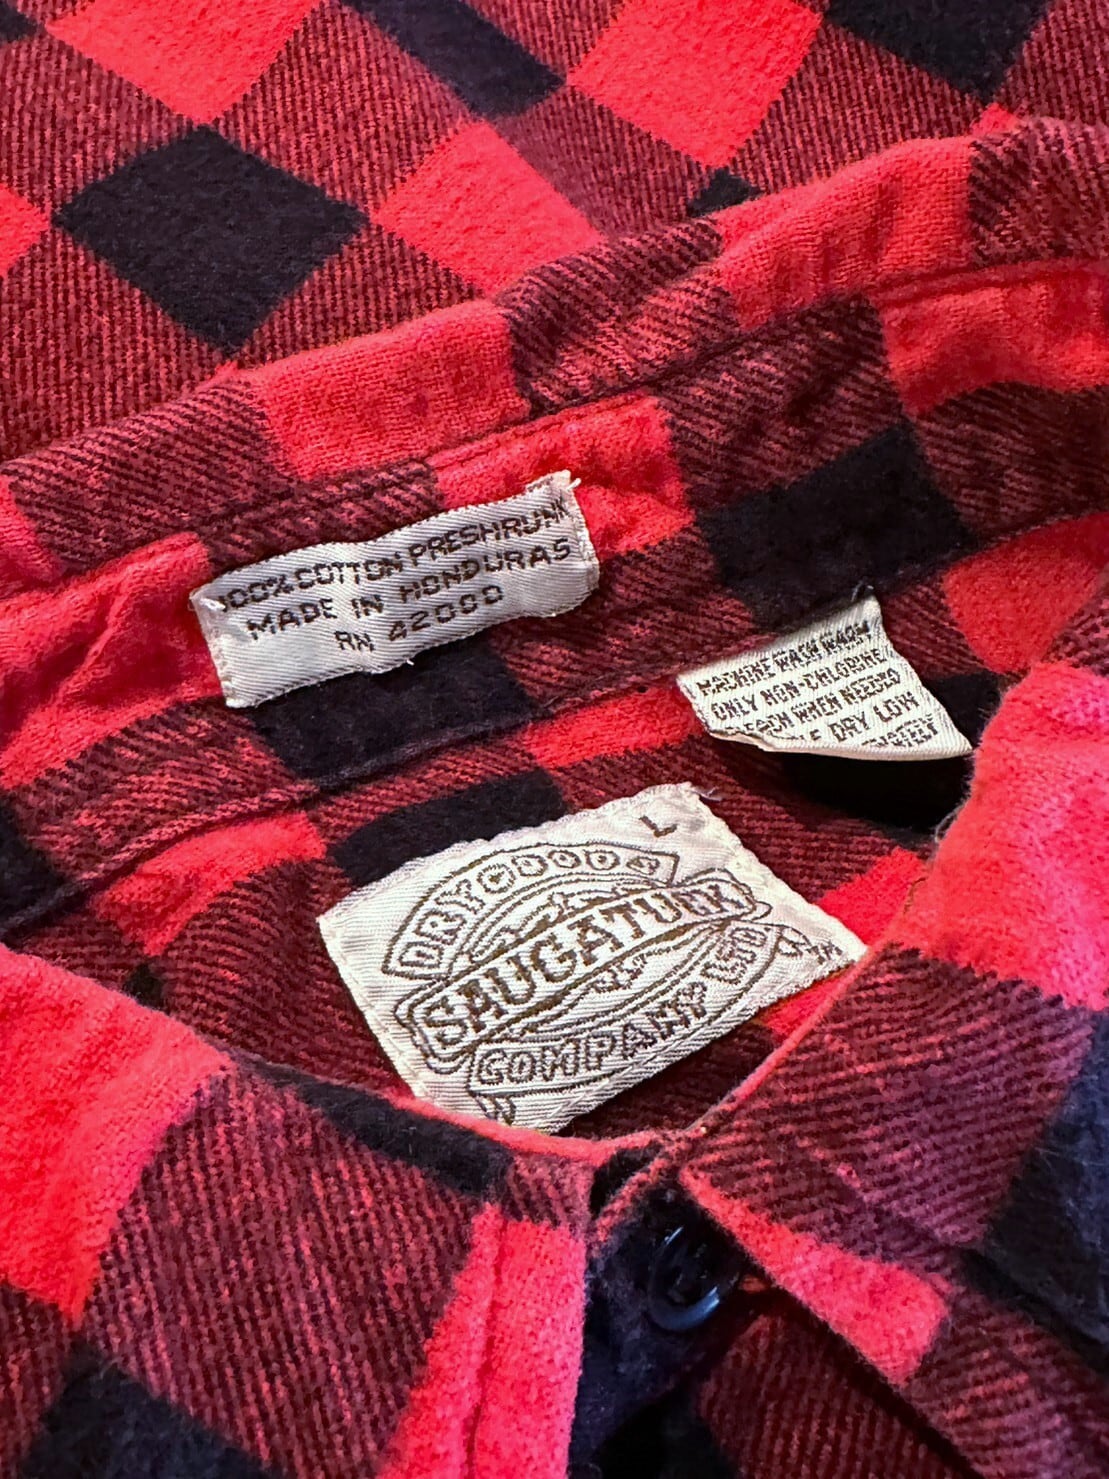 100% COTTON PRESHRUNK
MADE IN HONDURAS
RN 42000
MACHINE WASH WARM
ONLY NON-CHLORINE
BLEACH WHEN NEEDED
DRY LOW
L
DRY GOODS
SAUGATUCK
COMPANY LTD